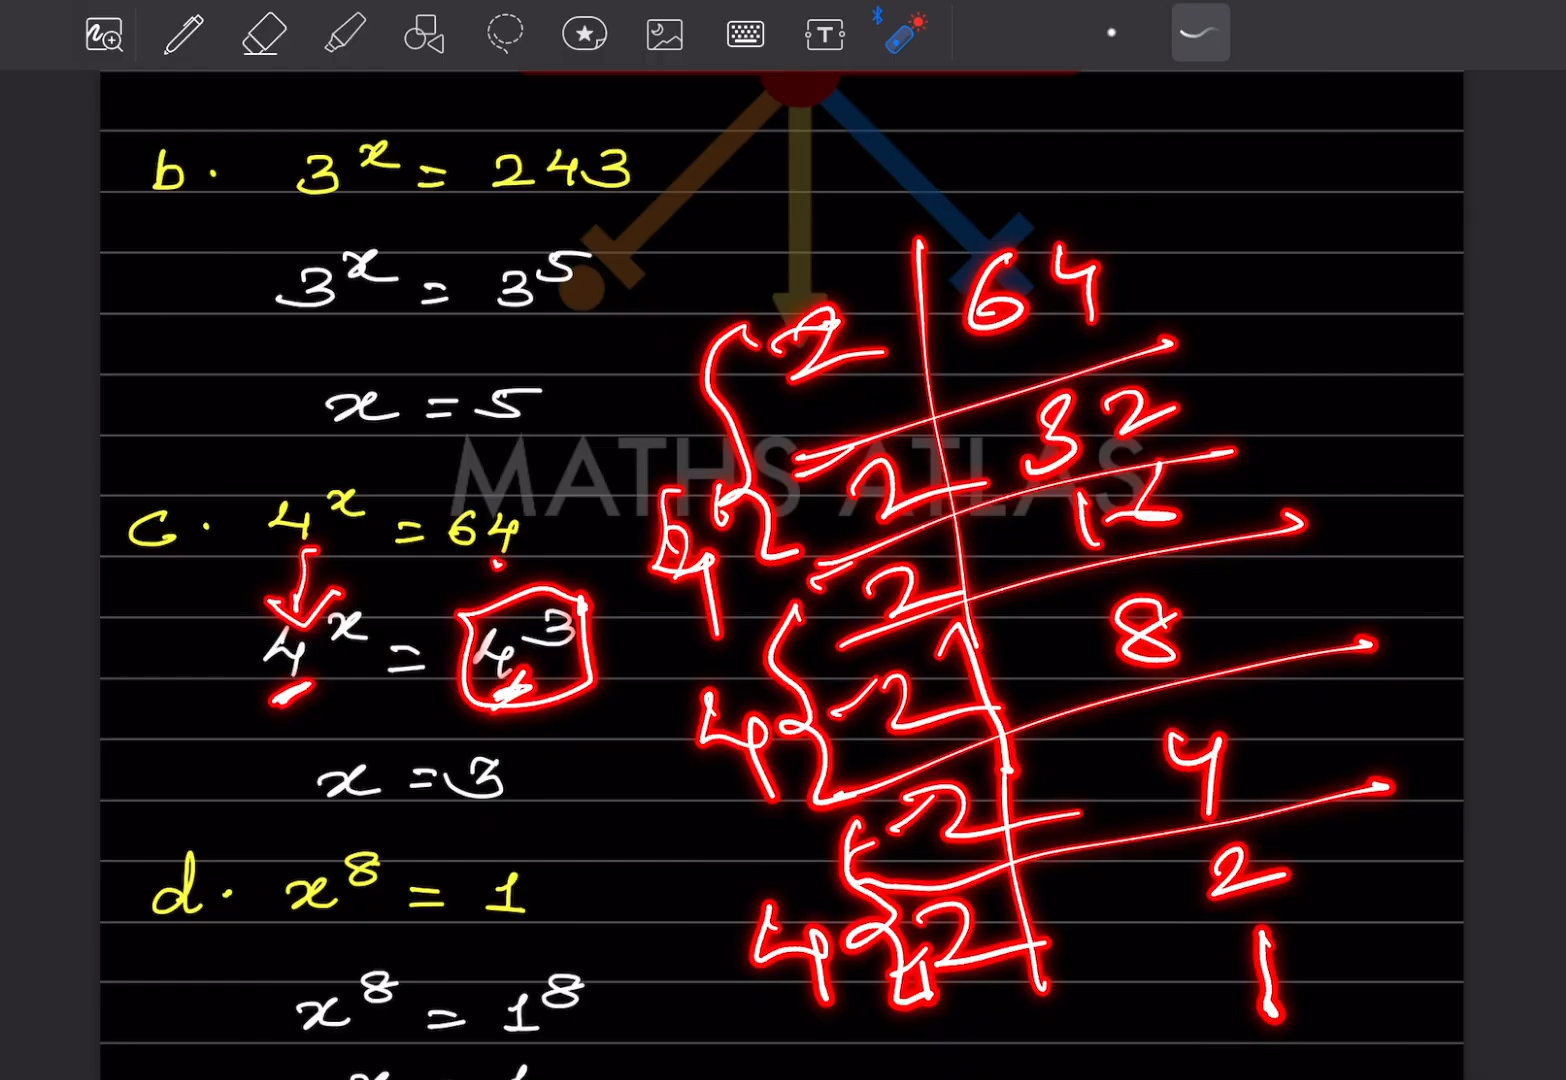 b. 3^x = 243
3^x = 3^5
x = 5
c. 4^x = 64
4^x = 4^3
x = 3
d. x^8 = 1
x^8 = 1^8
MATHS ATLAS
2 | 64
2 | 32
2 | 1
2 | 8
2 | 4
2 | 2
1
4
4
4